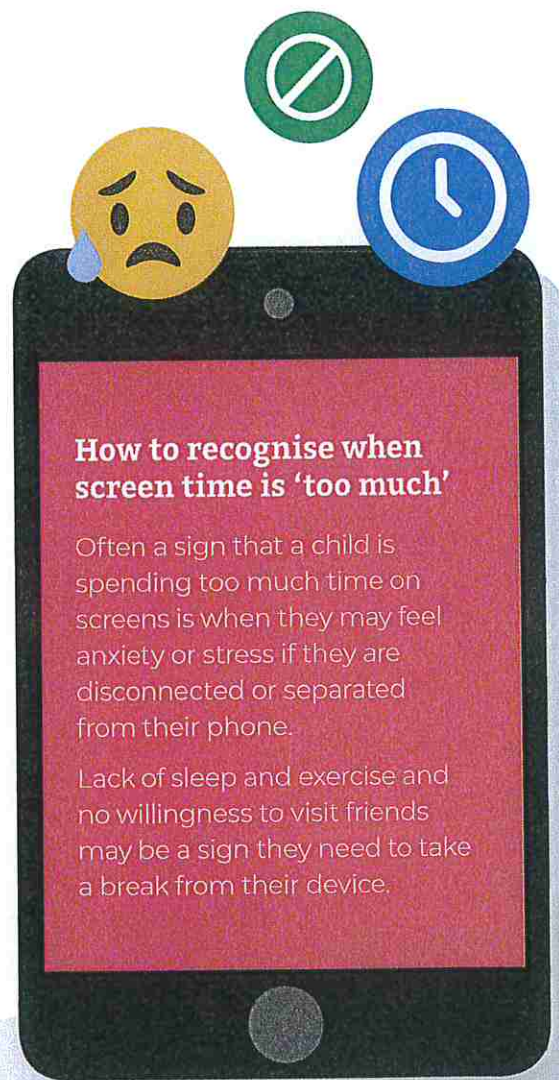 How to recognise when
screen time is ‘too much’
Often a sign that a child is
spending too much time on
screens is when they may feel
anxiety or stress if they are
disconnected or separated
from their phone.
Lack of sleep and exercise and
no willingness to visit friends
may be a sign they need to take
a break from their device.